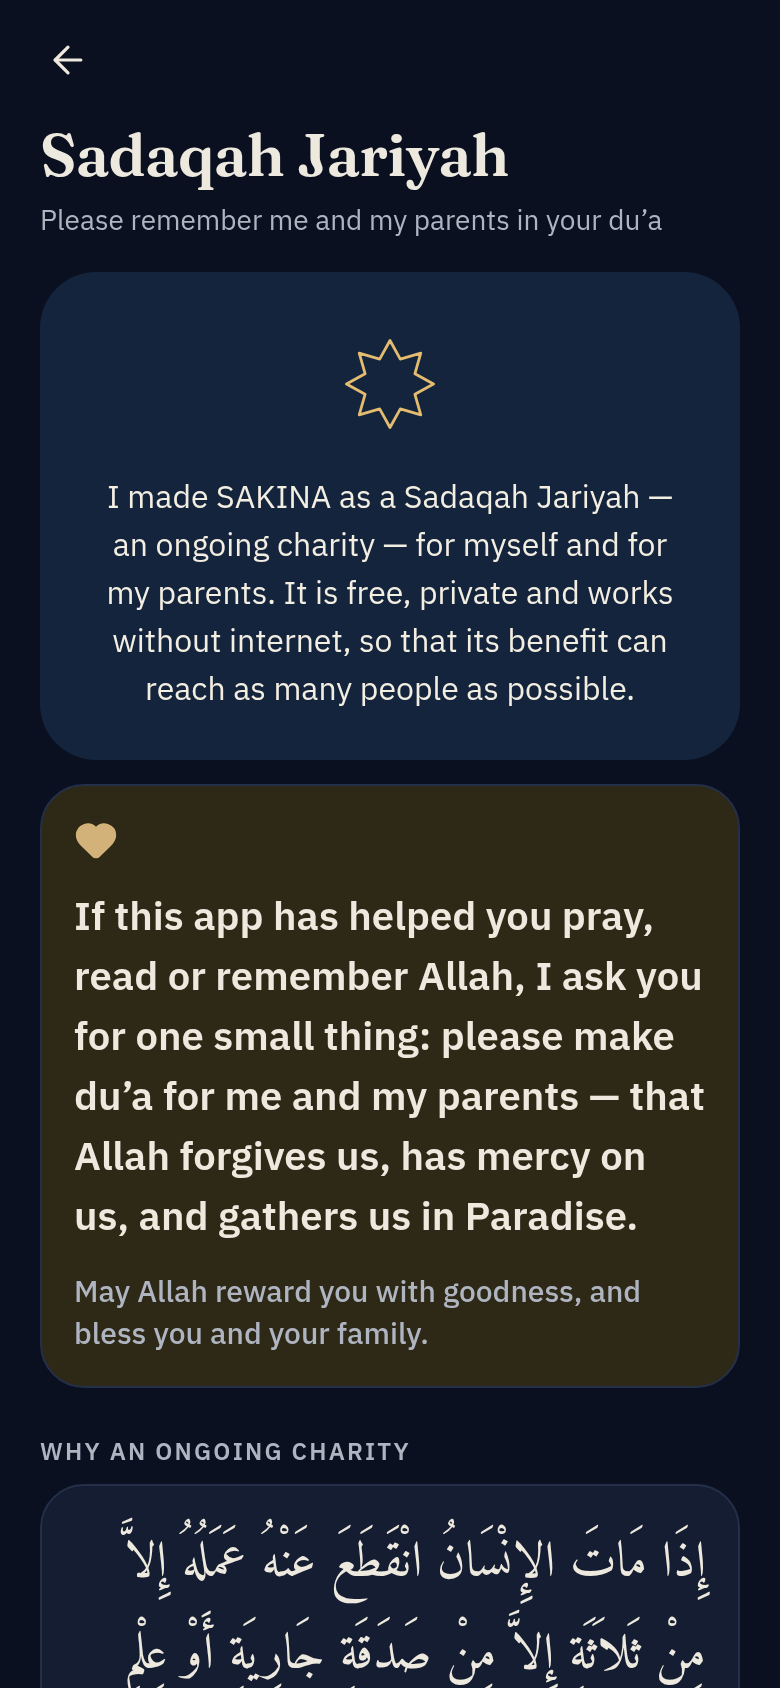 Sadaqah Jariyah
Please remember me and my parents in your du’a
I made SAKINA as a Sadaqah Jariyah —
an ongoing charity — for myself and for
my parents. It is free, private and works
without internet, so that its benefit can
reach as many people as possible.
If this app has helped you pray,
read or remember Allah, I ask you
for one small thing: please make
du’a for me and my parents — that
Allah forgives us, has mercy on
us, and gathers us in Paradise.
May Allah reward you with goodness, and
bless you and your family.
WHY AN ONGOING CHARITY
إِذَا مَاتَ الإِنْسَانُ انْقَطَعَ عَنْهُ عَمَلُهُ إِلاَّ
مِنْ ثَلاَثَةٍ إِلاَّ مِنْ صَدَقَةٍ جَارِيَةٍ أَوْ عِلْمٍ